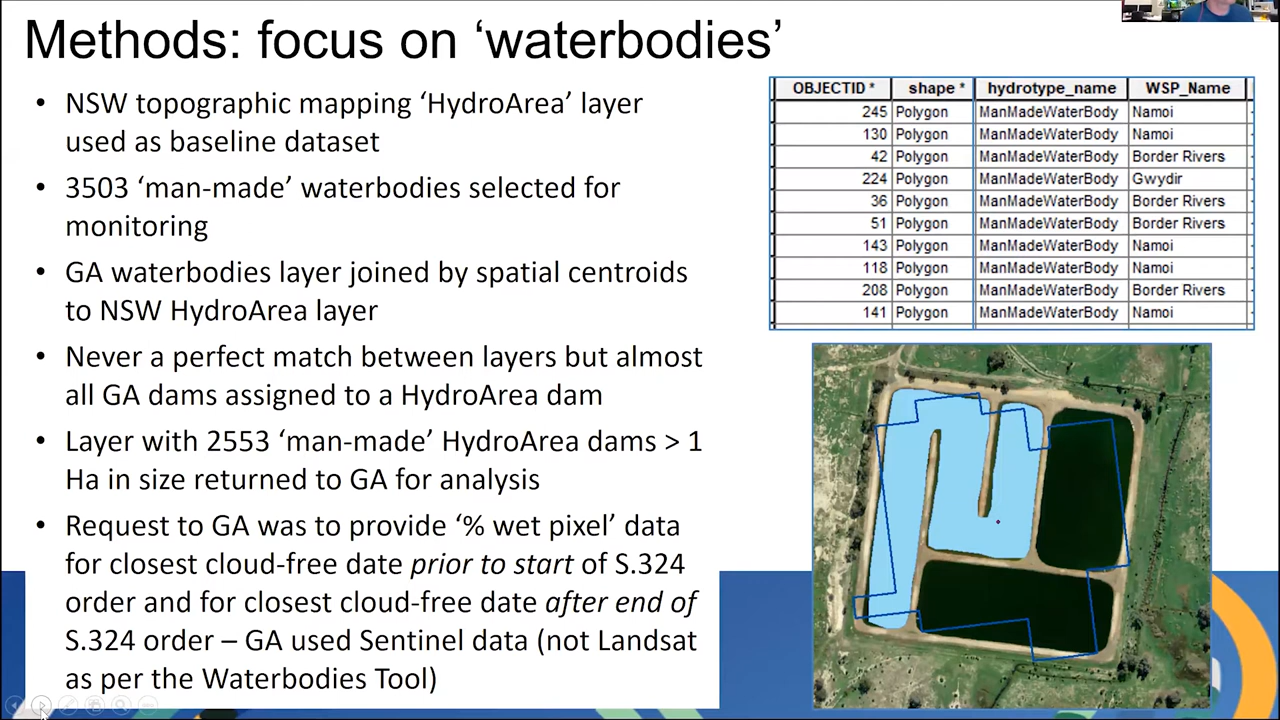 Methods: focus on ‘waterbodies’
• NSW topographic mapping ‘HydroArea’ layer
used as baseline dataset
• 3503 ‘man-made’ waterbodies selected for
monitoring
• GA waterbodies layer joined by spatial centroids
to NSW HydroArea layer
• Never a perfect match between layers but almost
all GA dams assigned to a HydroArea dam
• Layer with 2553 ‘man-made’ HydroArea dams > 1
Ha in size returned to GA for analysis
• Request to GA was to provide ‘% wet pixel’ data
for closest cloud-free date prior to start of S.324
order and for closest cloud-free date after end of
S.324 order – GA used Sentinel data (not Landsat
as per the Waterbodies Tool)
OBJECTID * shape * hydrotype_name WSP_Name
245 Polygon ManMadeWaterBody Namoi
130 Polygon ManMadeWaterBody Namoi
42 Polygon ManMadeWaterBody Border Rivers
224 Polygon ManMadeWaterBody Gwydir
36 Polygon ManMadeWaterBody Border Rivers
51 Polygon ManMadeWaterBody Border Rivers
143 Polygon ManMadeWaterBody Namoi
118 Polygon ManMadeWaterBody Namoi
208 Polygon ManMadeWaterBody Border Rivers
141 Polygon ManMadeWaterBody Namoi